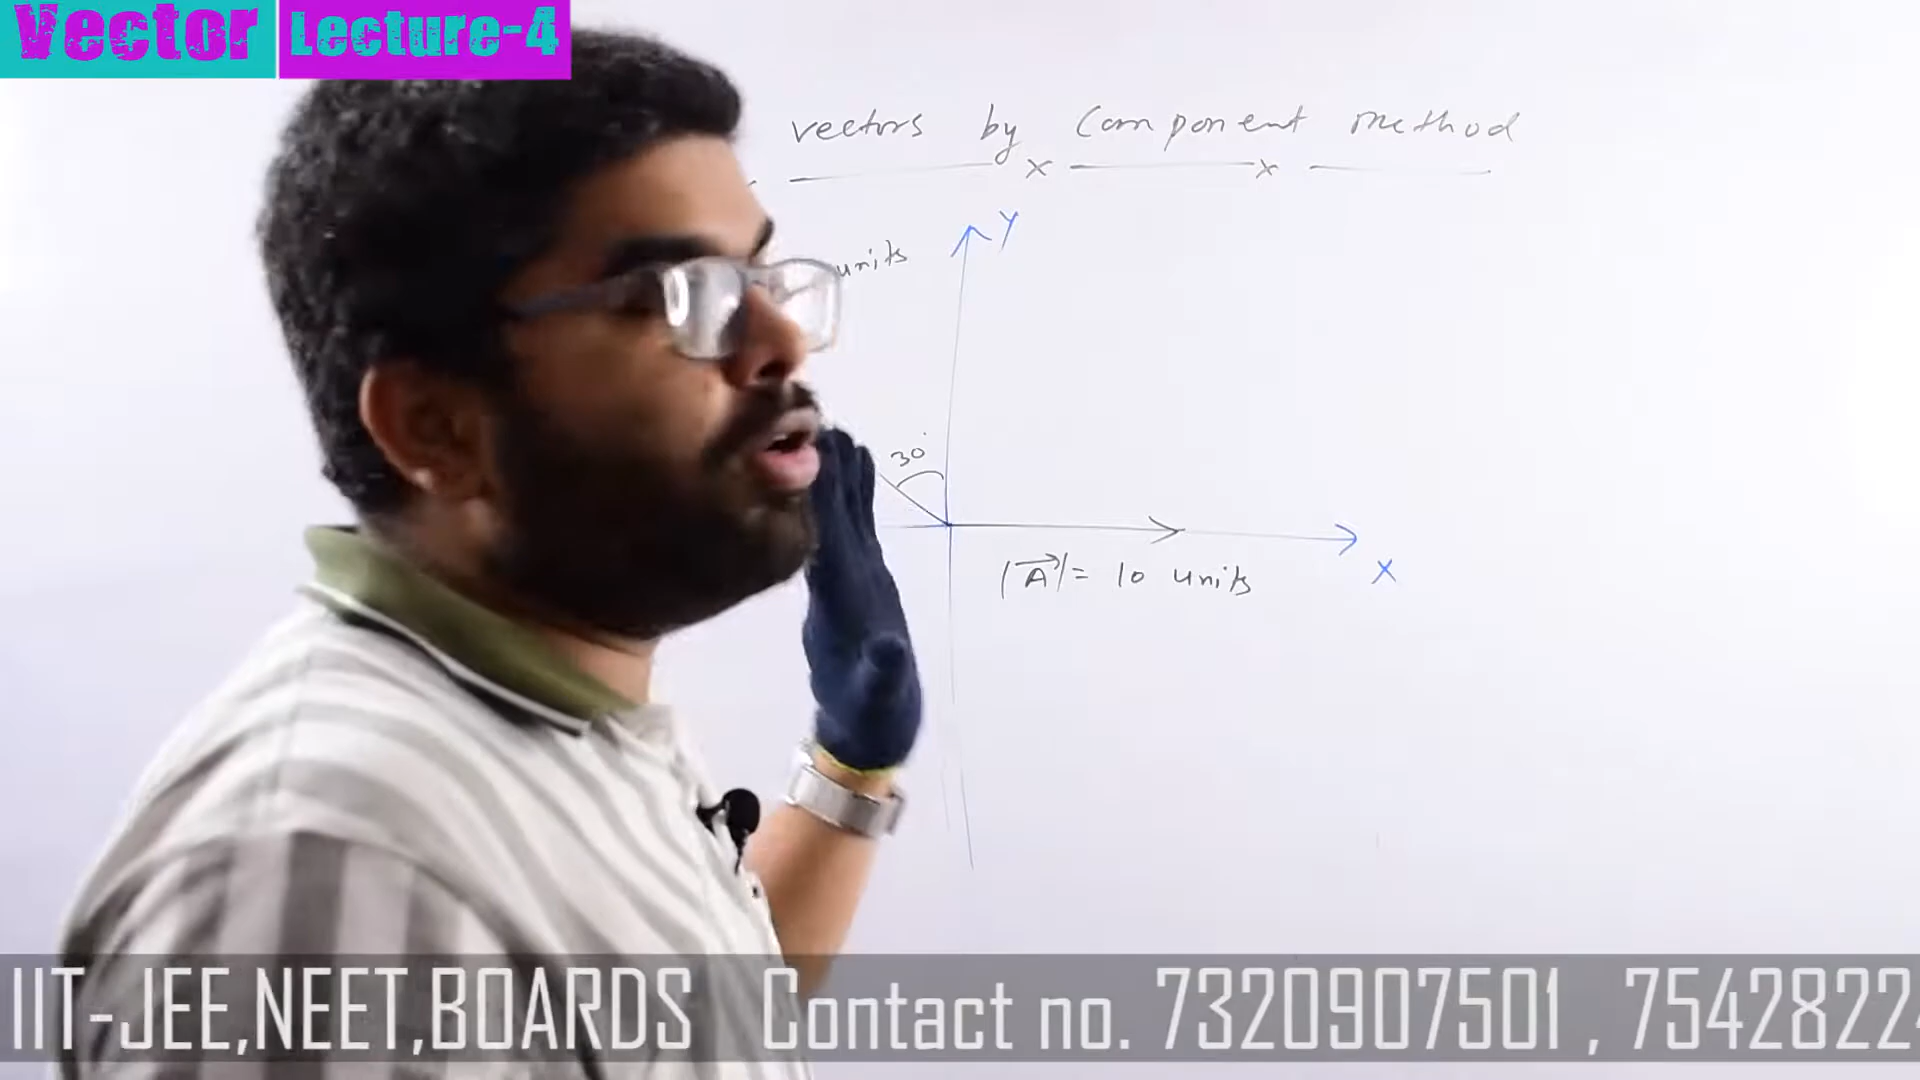 Vector Lecture-4
vectors by Component method
x x
Y
units
30°
|A⃗| = 10 units
X
IIT-JEE,NEET,BOARDS Contact no. 7320907501 , 7542822